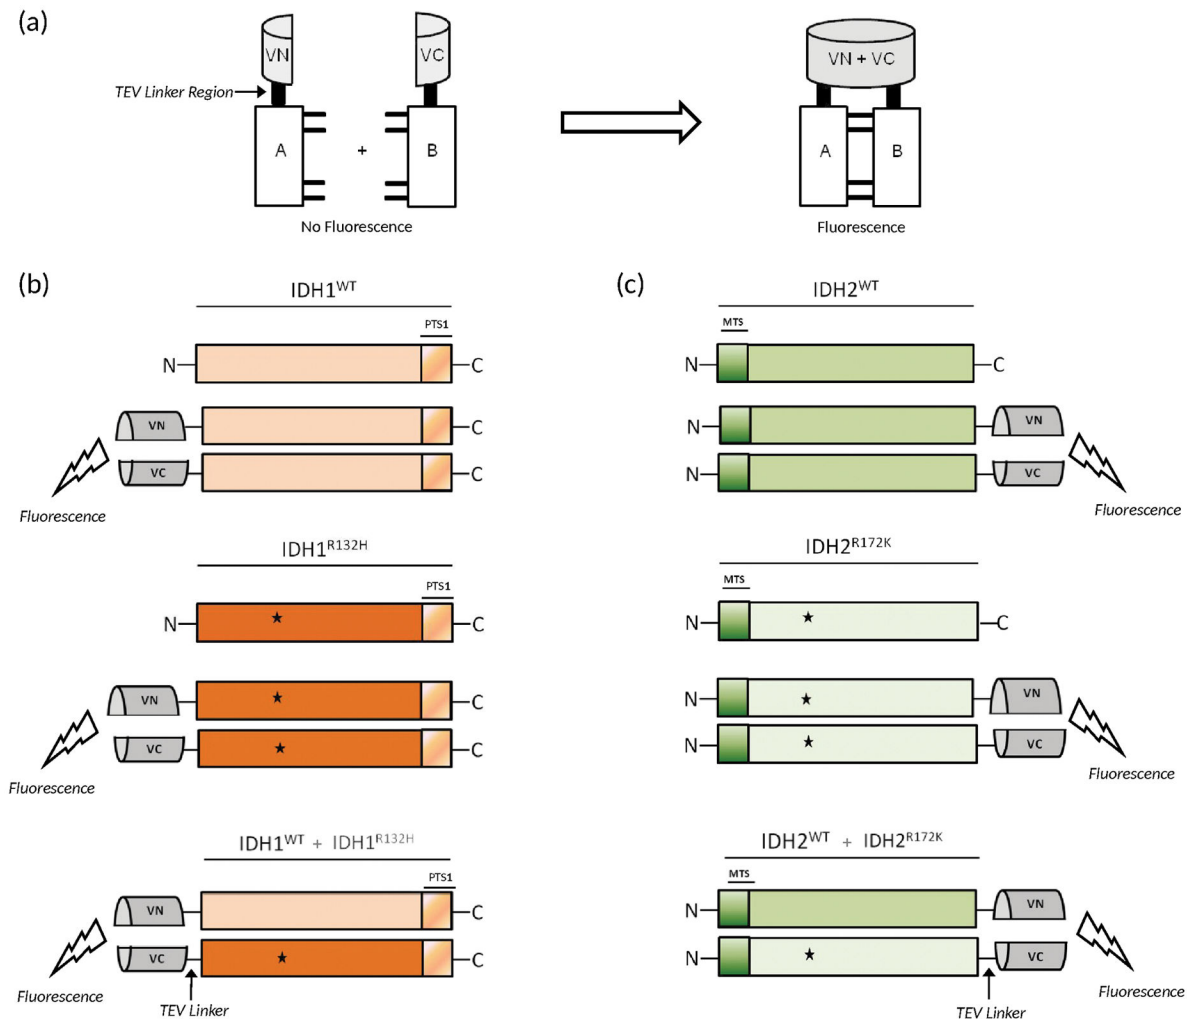 (a)
VN
VC
VN + VC
TEV Linker Region
A
+
B
A
B
No Fluorescence
Fluorescence
(b)
IDH1WT
PTS1
N
C
VN
C
VC
C
Fluorescence
IDH1R132H
PTS1
N
★
C
VN
★
C
VC
★
C
Fluorescence
IDH1WT + IDH1R132H
PTS1
VN
C
VC
★
C
Fluorescence
TEV Linker
(c)
IDH2WT
MTS
N
C
N
VN
N
VC
Fluorescence
IDH2R172K
MTS
N
★
C
N
★
VN
N
★
VC
Fluorescence
IDH2WT + IDH2R172K
MTS
N
VN
N
★
VC
Fluorescence
TEV Linker